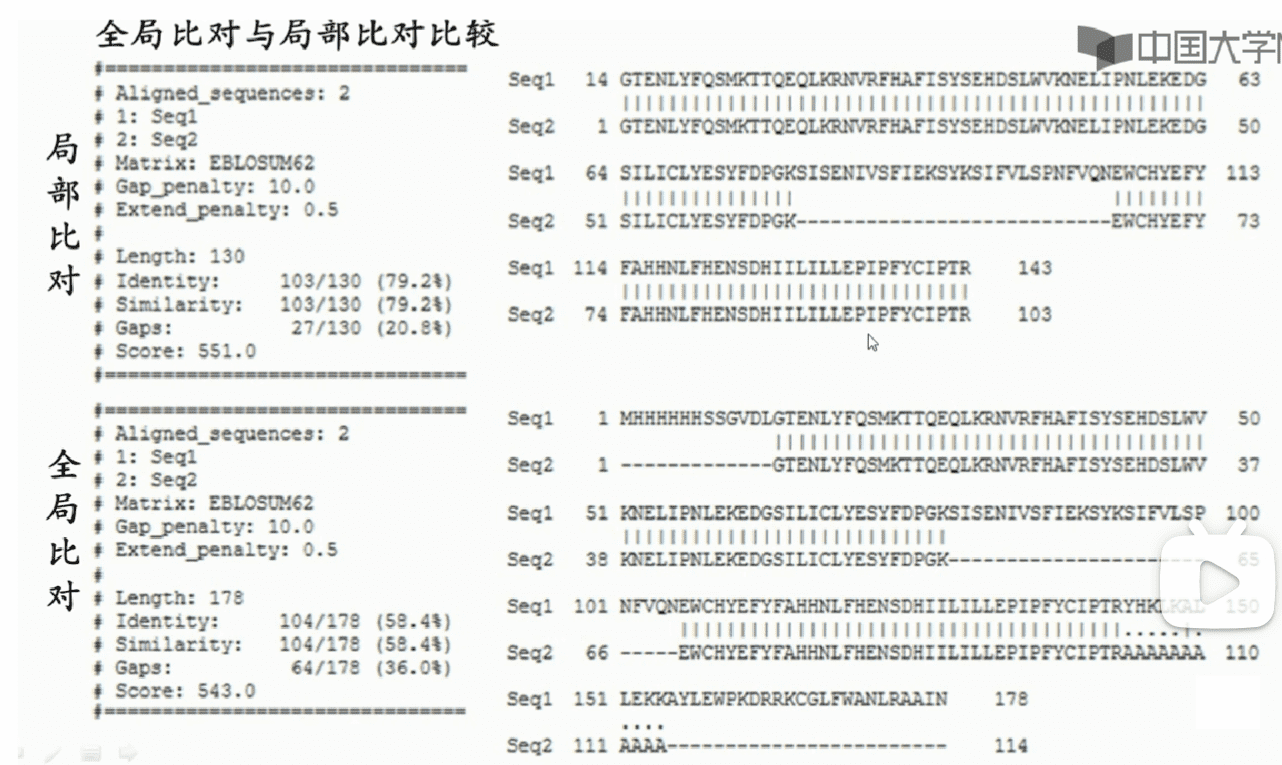 全局比对与局部比对比较
中国大学
局部比对
#================================
# Aligned_sequences: 2
# 1: Seq1
# 2: Seq2
# Matrix: EBLOSUM62
# Gap_penalty: 10.0
# Extend_penalty: 0.5
#
# Length: 130
# Identity: 103/130 (79.2%)
# Similarity: 103/130 (79.2%)
# Gaps: 27/130 (20.8%)
# Score: 551.0
#================================
Seq1 14 GTENLYFQSMKTTQEQLKRNVRFHAFISYSEHDSLWVKNELIPNLEKEDG 63
||||||||||||||||||||||||||||||||||||||||||||||||||
Seq2 1 GTENLYFQSMKTTQEQLKRNVRFHAFISYSEHDSLWVKNELIPNLEKEDG 50
Seq1 64 SILICLYESYFDPGKSISENIVSFIEKSYKSIFVLSPNFVQNEWCHYEFY 113
||||||||||||||| ||||||||
Seq2 51 SILICLYESYFDPGK---------------------------EWCHYEFY 73
Seq1 114 FAHHNLFHENSDHIILILLEPIPFYCIPTR 143
||||||||||||||||||||||||||||||
Seq2 74 FAHHNLFHENSDHIILILLEPIPFYCIPTR 103
全局比对
#================================
# Aligned_sequences: 2
# 1: Seq1
# 2: Seq2
# Matrix: EBLOSUM62
# Gap_penalty: 10.0
# Extend_penalty: 0.5
#
# Length: 178
# Identity: 104/178 (58.4%)
# Similarity: 104/178 (58.4%)
# Gaps: 64/178 (36.0%)
# Score: 543.0
#================================
Seq1 1 MHHHHHHSSGVDLGTENLYFQSMKTTQEQLKRNVRFHAFISYSEHDSLWV 50
|||||||||||||||||||||||||||||||||||||
Seq2 1 -------------GTENLYFQSMKTTQEQLKRNVRFHAFISYSEHDSLWV 37
Seq1 51 KNELIPNLEKEDGSILICLYESYFDPGKSISENIVSFIEKSYKSIFVLSP 100
||||||||||||||||||||||||||||
Seq2 38 KNELIPNLEKEDGSILICLYESYFDPGK---------------------- 65
Seq1 101 NFVQNEWCHYEFYFAHHNLFHENSDHIILILLEPIPFYCIPTRYHKLKAL 150
||||||||||||||||||||||||||||||||||||||.....|.
Seq2 66 -----EWCHYEFYFAHHNLFHENSDHIILILLEPIPFYCIPTRAAAAAAA 110
Seq1 151 LEKKAYLEWPKDRRKCGLFWANLRAAIN 178
....
Seq2 111 AAAA------------------------ 114